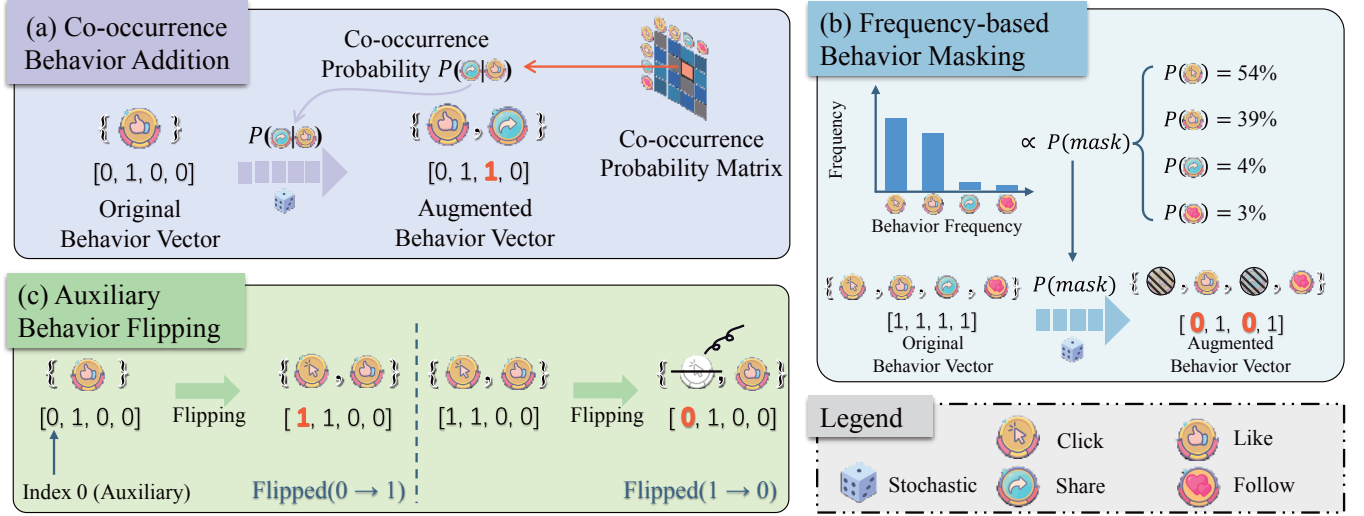 (a) Co-occurrence
Behavior Addition
Co-occurrence
Probability P( | )
{ }
P( | )
{ , }
[0, 1, 0, 0]
[0, 1, 1, 0]
Original
Behavior Vector
Augmented
Behavior Vector
Co-occurrence
Probability Matrix
(b) Frequency-based
Behavior Masking
Frequency
Behavior Frequency
∝ P(mask)
P( ) = 54%
P( ) = 39%
P( ) = 4%
P( ) = 3%
{ , , , }
P(mask)
{ , , , }
[1, 1, 1, 1]
[ 0, 1, 0, 1]
Original
Behavior Vector
Augmented
Behavior Vector
(c) Auxiliary
Behavior Flipping
{ }
{ , }
{ , }
{ , }
[0, 1, 0, 0]
Flipping
[ 1, 1, 0, 0]
[1, 1, 0, 0]
Flipping
[ 0, 1, 0, 0]
Index 0 (Auxiliary)
Flipped(0 → 1)
Flipped(1 → 0)
Legend
Click
Like
Stochastic
Share
Follow